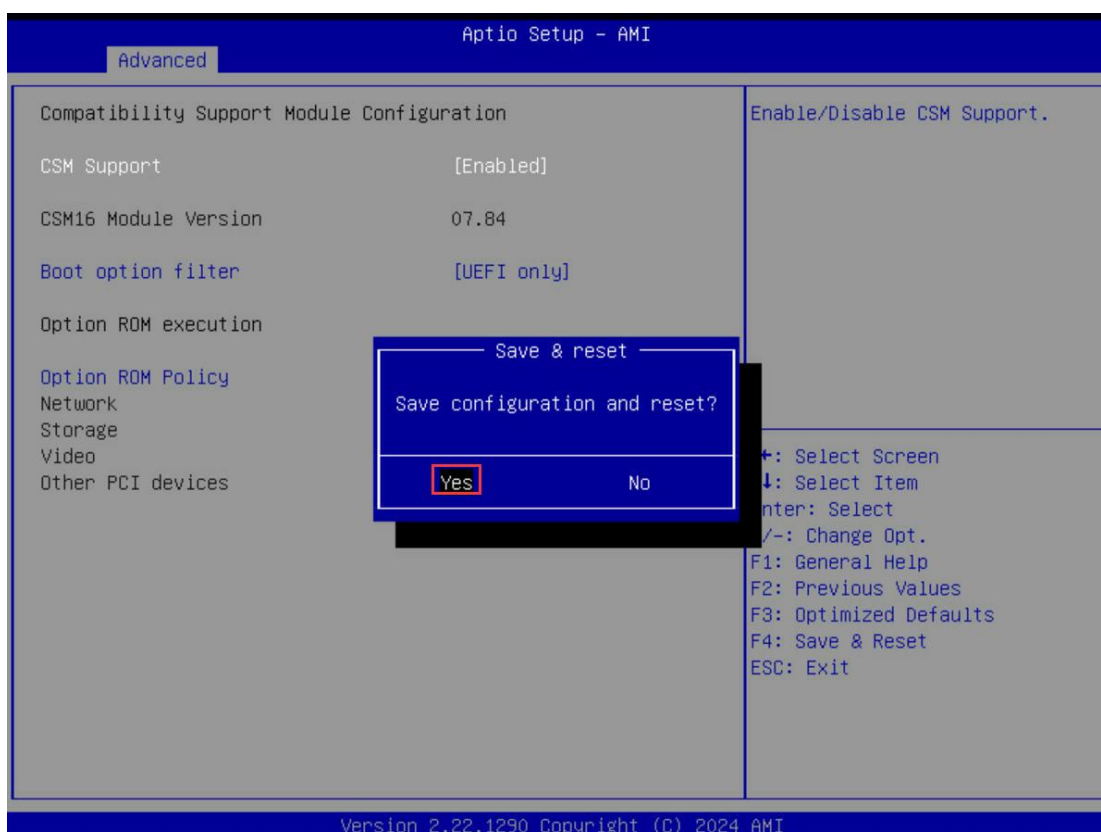 Aptio Setup – AMI
Advanced
Compatibility Support Module Configuration
CSM Support [Enabled]
CSM16 Module Version 07.84
Boot option filter [UEFI only]
Option ROM execution
Option ROM Policy
Network
Storage
Video
Other PCI devices
Enable/Disable CSM Support.
Save & reset
Save configuration and reset?
Yes No
: Select Screen
: Select Item
nter: Select
/-: Change Opt.
F1: General Help
F2: Previous Values
F3: Optimized Defaults
F4: Save & Reset
ESC: Exit
Version 2.22.1290 Copyright (C) 2024 AMI